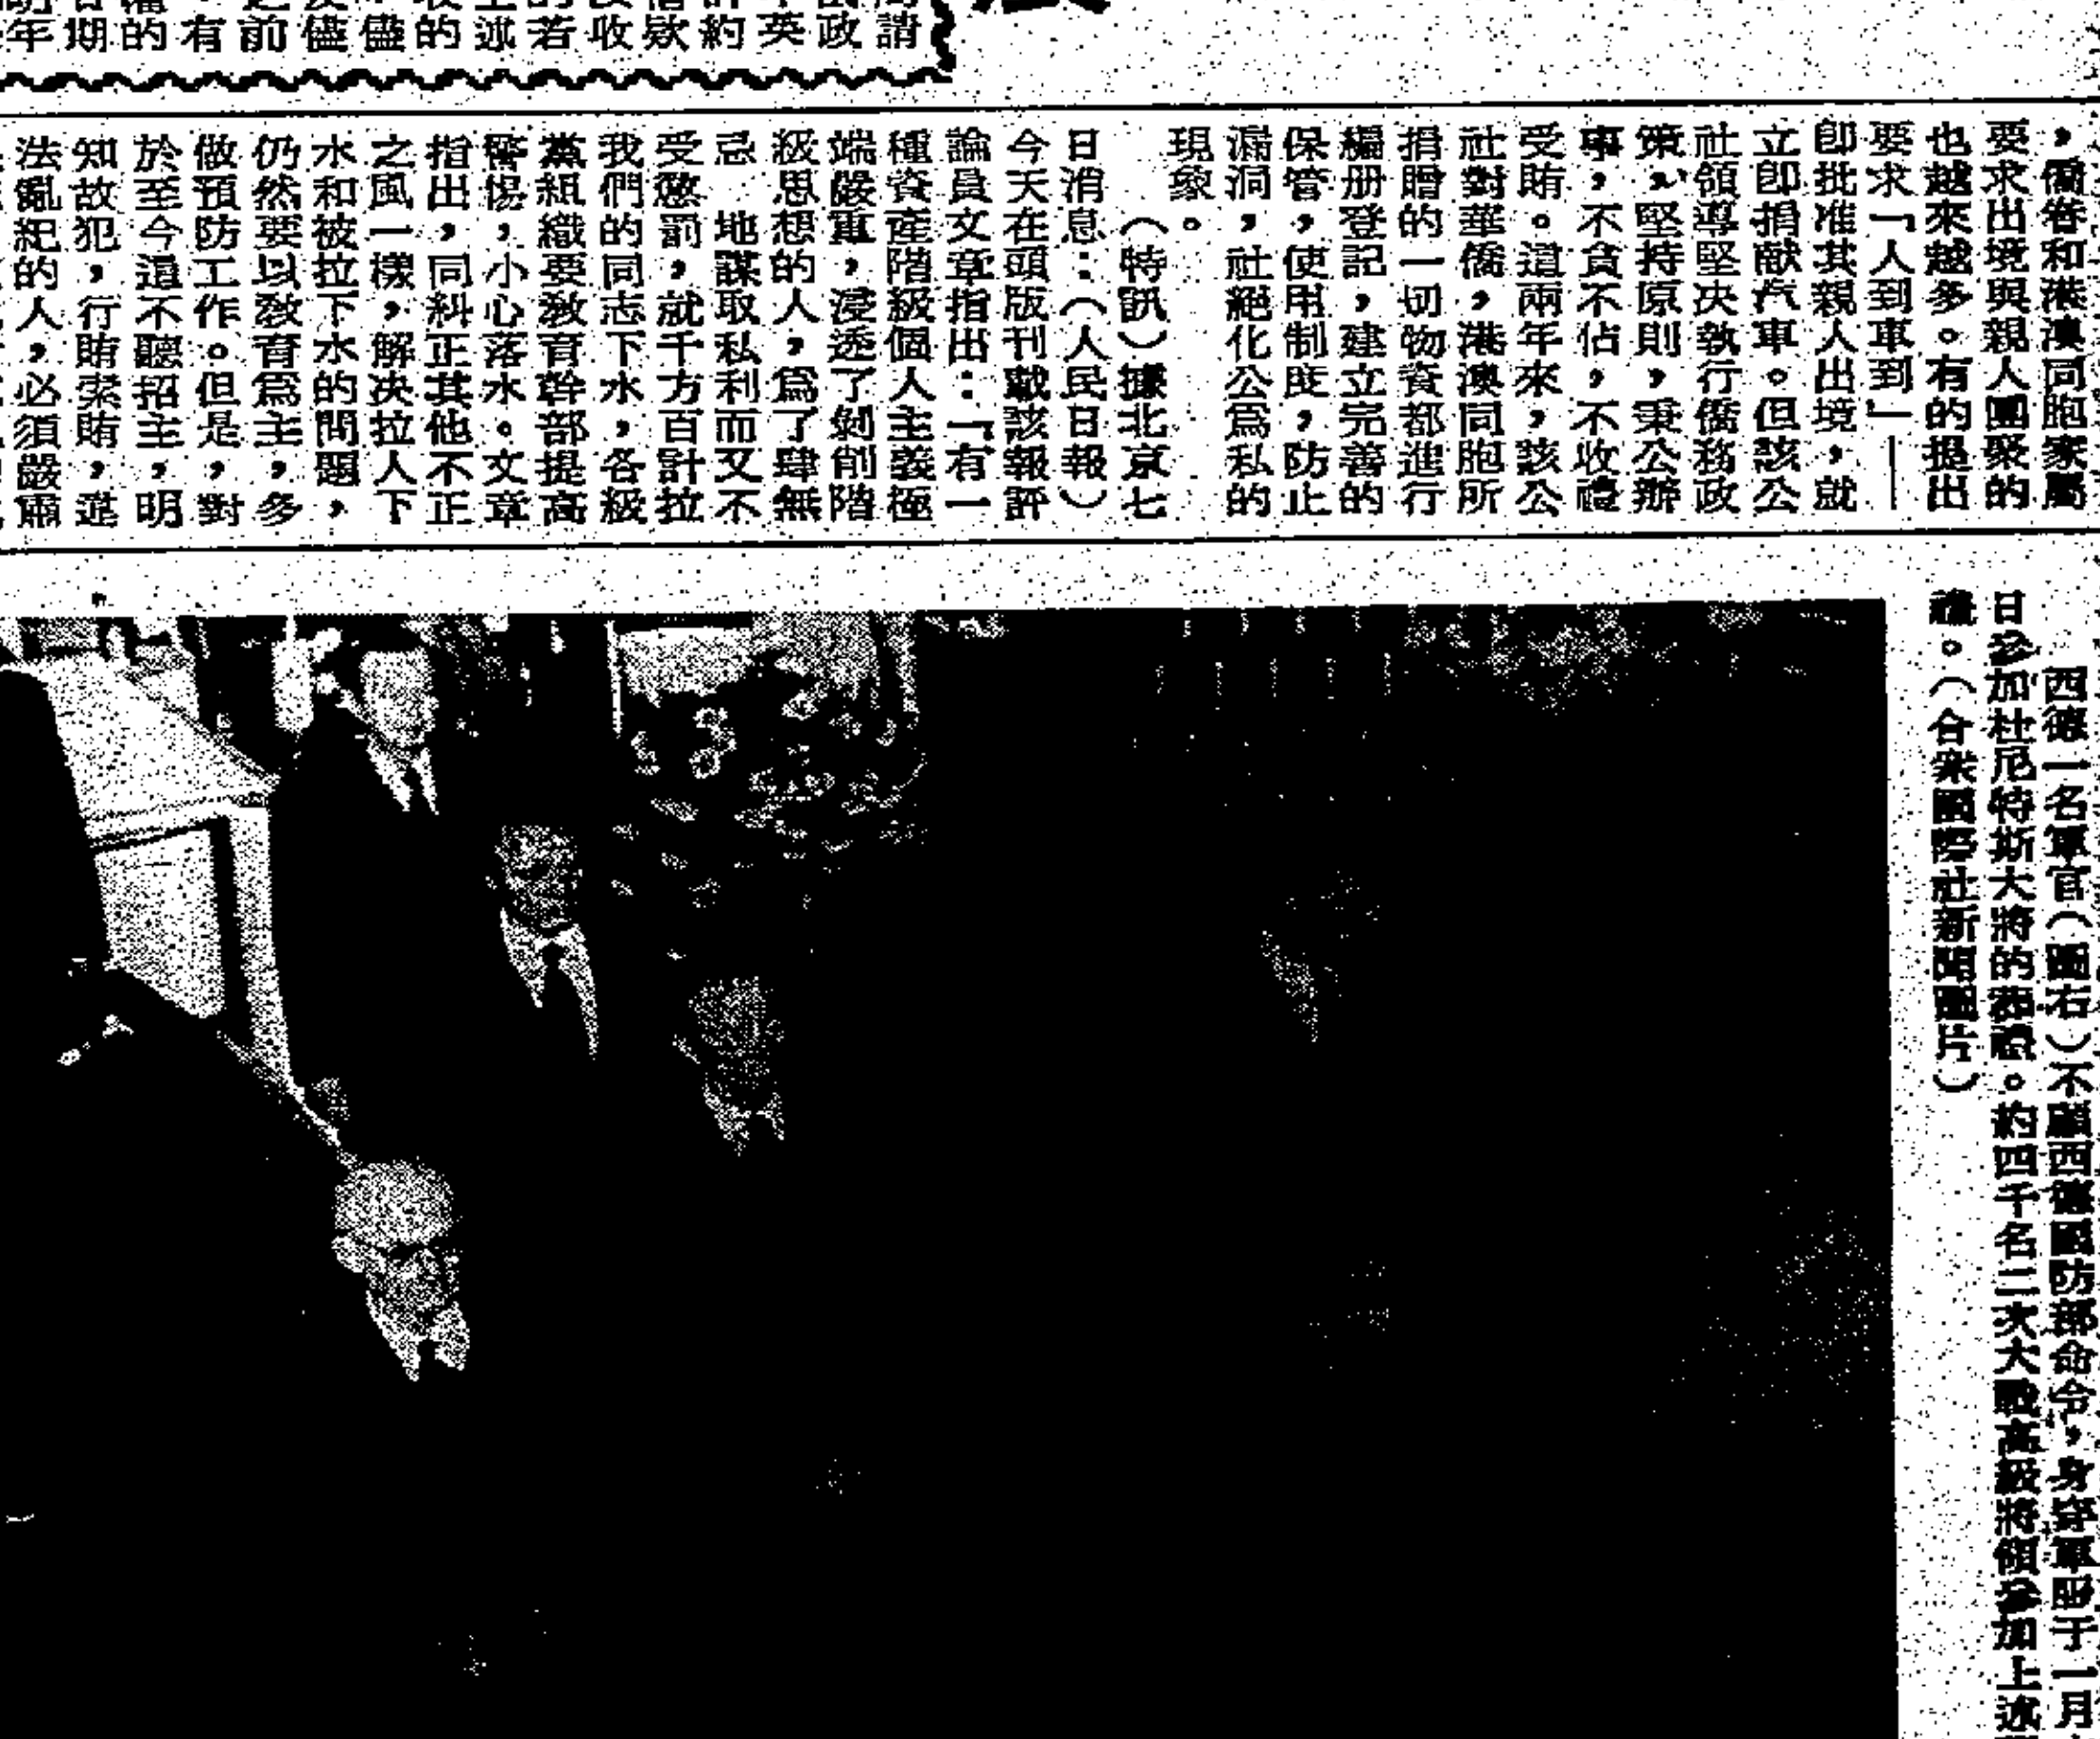 請
政
英
約
欵
收
若
述
的
儘
儘
前
有
的
期
年
，僑眷和港澳同胞家屬
要求出境與親人團聚的
也越來越多。有的提出
要求「人到車到」——
卽批准其親人出境，就
立卽捐献汽車。但該公
社領導堅決執行僑務政
策，堅持原則，秉公辦
事，不貪不佔，不收禮
受賄。這兩年來，該公
社對華僑，港澳同胞所
捐贈的一切物資都進行
編册登記，建立完善的
保管，使用制度，防止
漏洞，社絕化公爲私的
現象。
（特訊）據北京七
日消息：（人民日報）
今天在頭版刊載該報評
論員文章指出：「有一
種資產階級個人主義極
端嚴重，浸透了剝削階
級思想的人，爲了肆無
忌　地謀取私利而又不
受懲罰，就千方百計拉
我們的同志下水，各級
黨組織要敎育幹部提高
警惕，小心落水。文章
指出，同糾正其他不正
之風一樣，解決拉人下
水和被拉下水的問題，
仍然要以敎育爲主，多
做預防工作。但是，對
於至今還不聽招主，明
知故犯，行賄索賄，進
法亂紀的人，必須嚴肅
西德一名軍官（圖右）不顧西德國防部命令，身穿軍服于一月
日參加杜尼特斯大將的葬禮。約四千名二次大戰高級將領參加上述
禮。（合衆國際社新聞圖片）